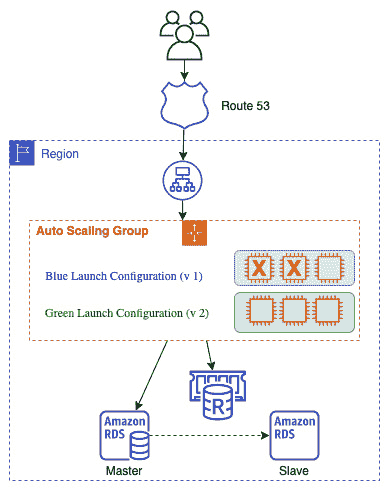 Route 53
Region
Auto Scaling Group
X X
Blue Launch Configuration (v 1)
Green Launch Configuration (v 2)
R
Amazon
RDS
Amazon
RDS
Master
Slave